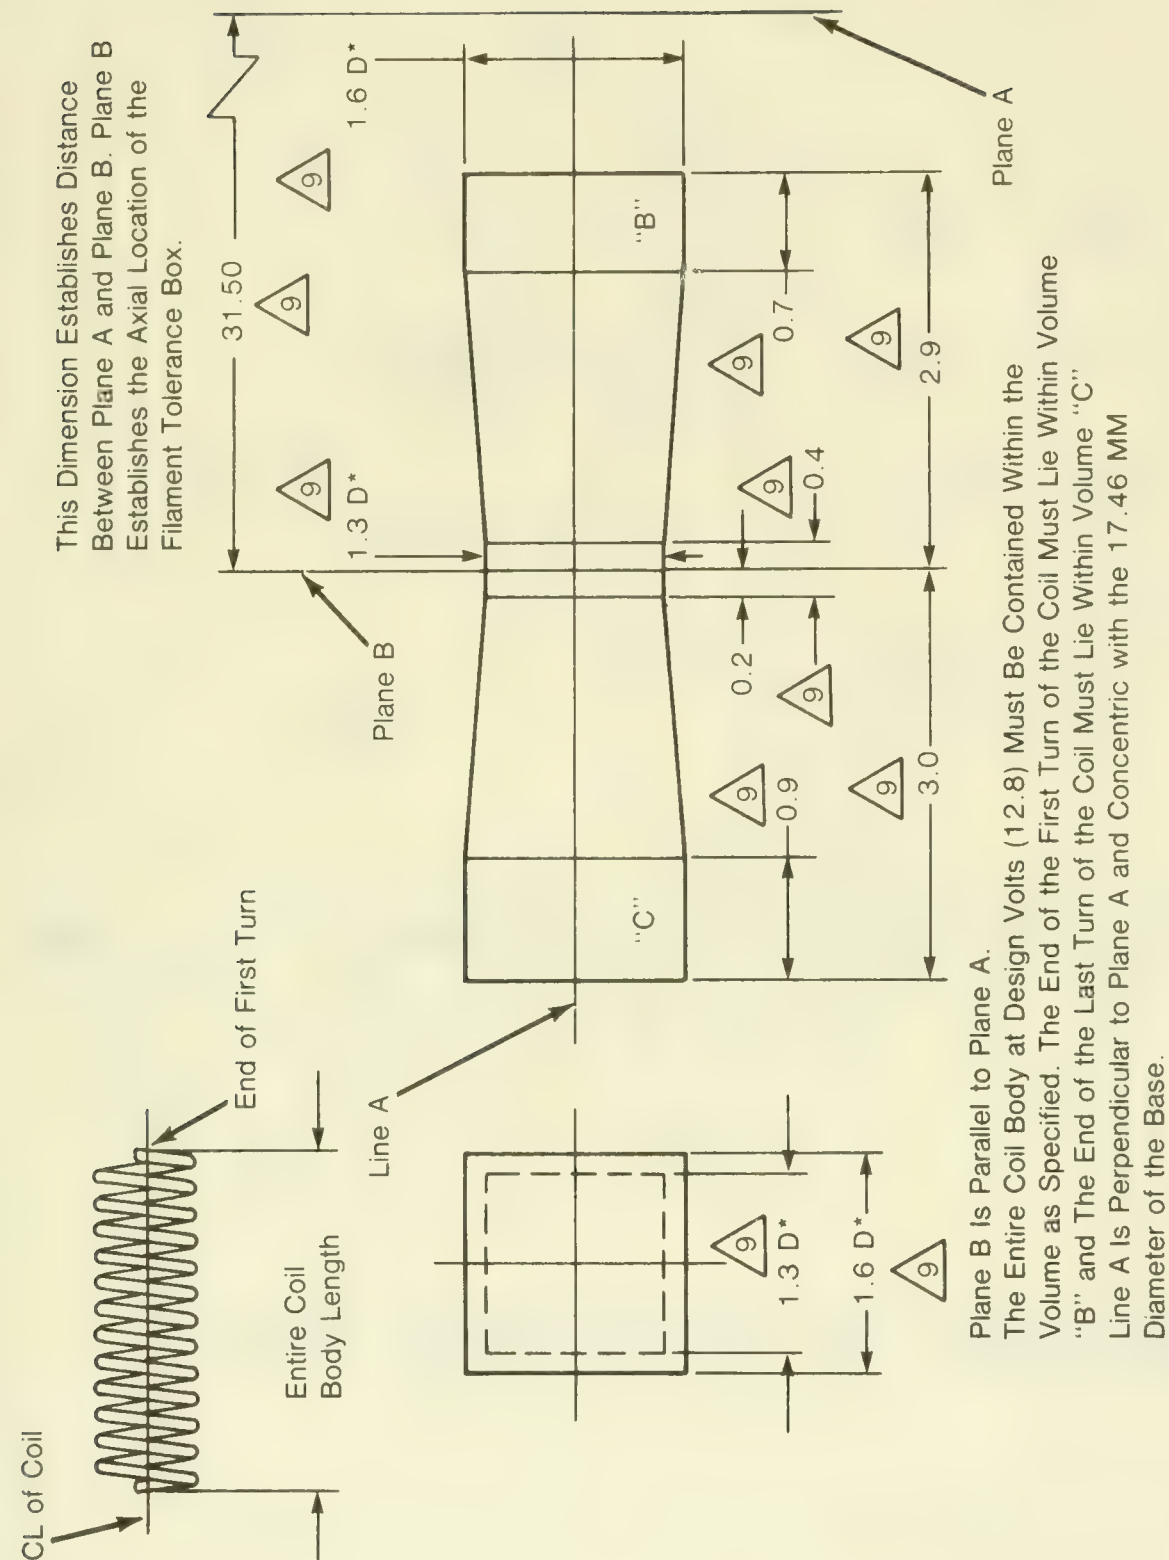 CL of Coil
End of First Turn
Entire Coil
Body Length
This Dimension Establishes Distance
Between Plane A and Plane B. Plane B
Establishes the Axial Location of the
Filament Tolerance Box.
31.50
9
9
9
1.3 D*
1.6 D*
Plane B
Plane A
Line A
"C"
"B"
9
1.3 D*
1.6 D*
9
9
0.9
0.2
9
9
0.4
9
0.7
9
3.0
9
2.9
Plane B Is Parallel to Plane A.
The Entire Coil Body at Design Volts (12.8) Must Be Contained Within the
Volume as Specified. The End of the First Turn of the Coil Must Lie Within Volume
"B" and The End of the Last Turn of the Coil Must Lie Within Volume "C"
Line A Is Perpendicular to Plane A and Concentric with the 17.46 MM
Diameter of the Base.